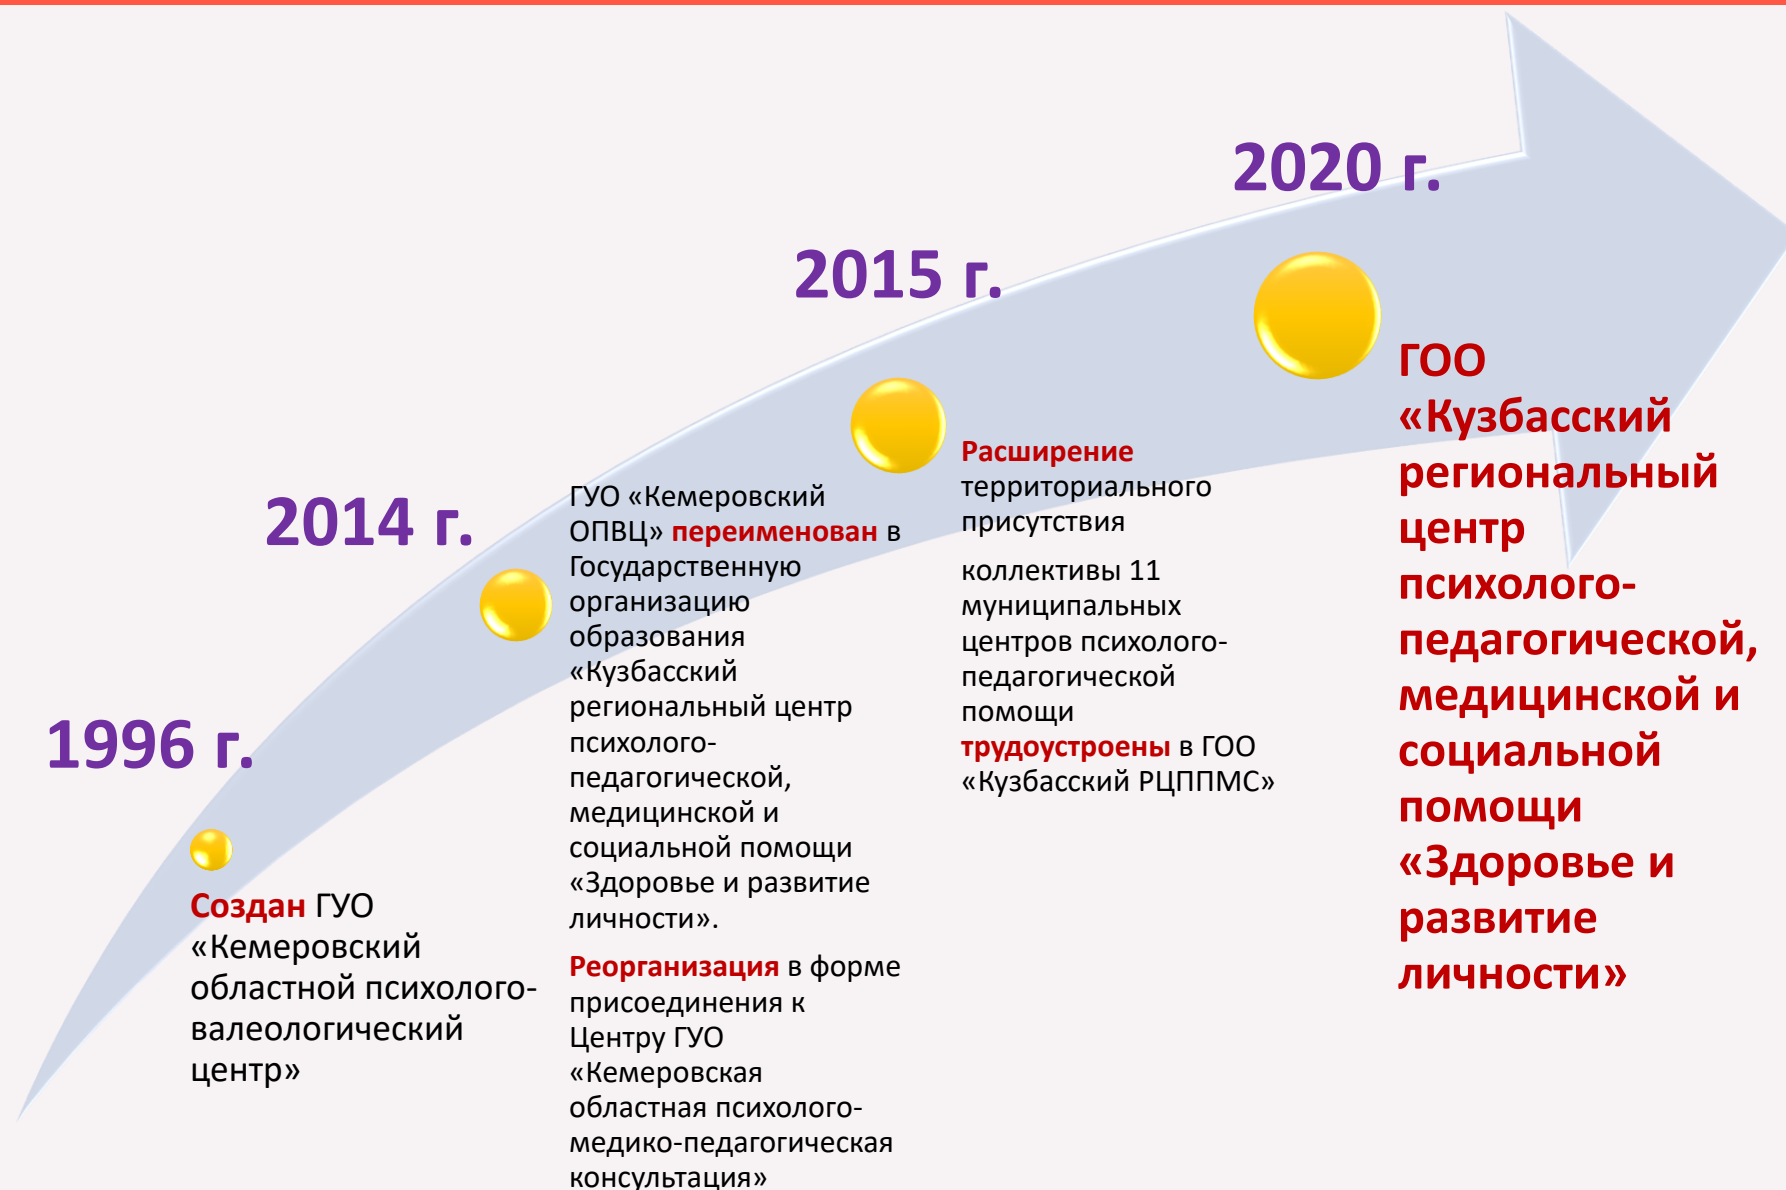 1996 г.
Создан ГУО
«Кемеровский
областной психолого-
валеологический
центр»
2014 г.
ГУО «Кемеровский
ОПВЦ» переименован в
Государственную
организацию
образования
«Кузбасский
региональный центр
психолого-
педагогической,
медицинской и
социальной помощи
«Здоровье и развитие
личности».
Реорганизация в форме
присоединения к
Центру ГУО
«Кемеровская
областная психолого-
медико-педагогическая
консультация»
2015 г.
Расширение
территориального
присутствия
коллективы 11
муниципальных
центров психолого-
педагогической
помощи
трудоустроены в ГОО
«Кузбасский РЦППМС»
2020 г.
ГОО
«Кузбасский
региональный
центр
психолого-
педагогической,
медицинской и
социальной
помощи
«Здоровье и
развитие
личности»